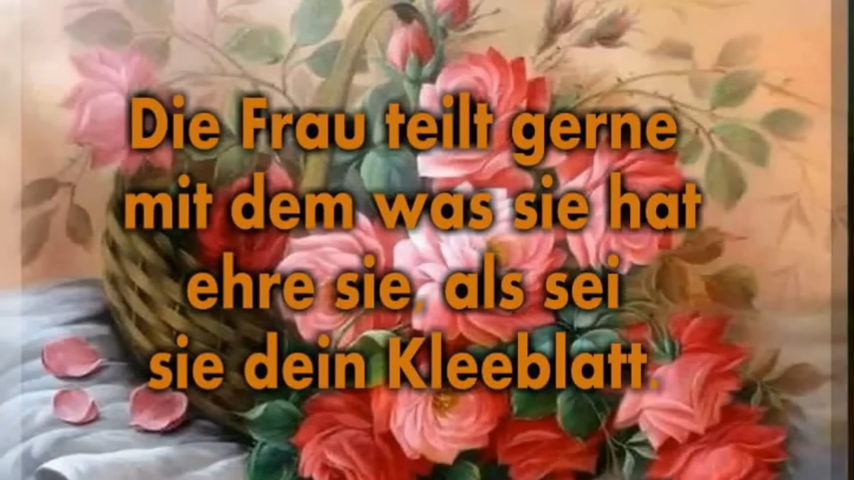 Die Frau teilt gerne
mit dem was sie hat
ehre sie, als sei
sie dein Kleeblatt.